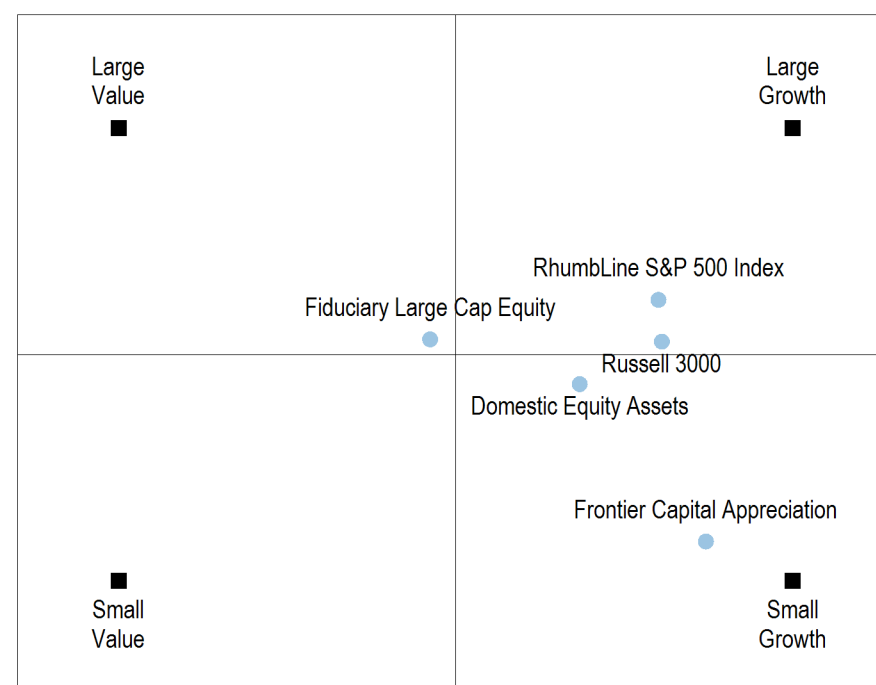 Large
Value
Large
Growth
RhumbLine S&P 500 Index
Fiduciary Large Cap Equity
Russell 3000
Domestic Equity Assets
Frontier Capital Appreciation
Small
Value
Small
Growth